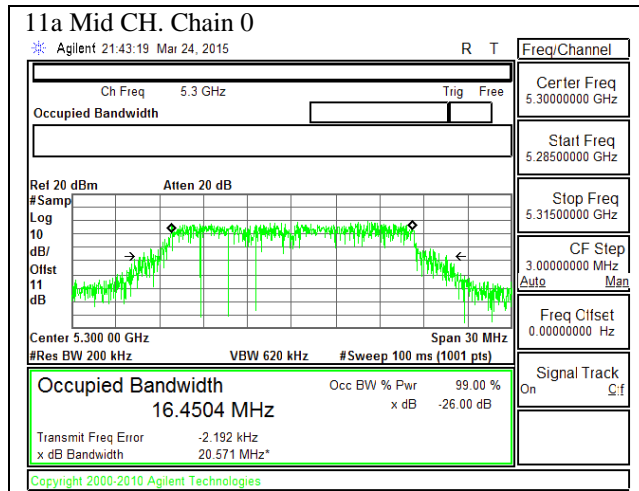 11a Mid CH. Chain 0
Agilent 21:43:19 Mar 24, 2015 R T
Freq/Channel
Ch Freq 5.3 GHz Trig Free
Occupied Bandwidth
Center Freq
5.30000000 GHz
Start Freq
5.28500000 GHz
Stop Freq
5.31500000 GHz
CF Step
3.00000000 MHz
Auto Man
Freq Offset
0.00000000 Hz
Signal Track
On Off
Ref 20 dBm Atten 20 dB
#Samp
Log
10
dB/
Offst
11
dB
Center 5.300 00 GHz Span 30 MHz
#Res BW 200 kHz VBW 620 kHz #Sweep 100 ms (1001 pts)
Occupied Bandwidth
16.4504 MHz
Occ BW % Pwr 99.00 %
x dB -26.00 dB
Transmit Freq Error -2.192 kHz
x dB Bandwidth 20.571 MHz*
Copyright 2000-2010 Agilent Technologies